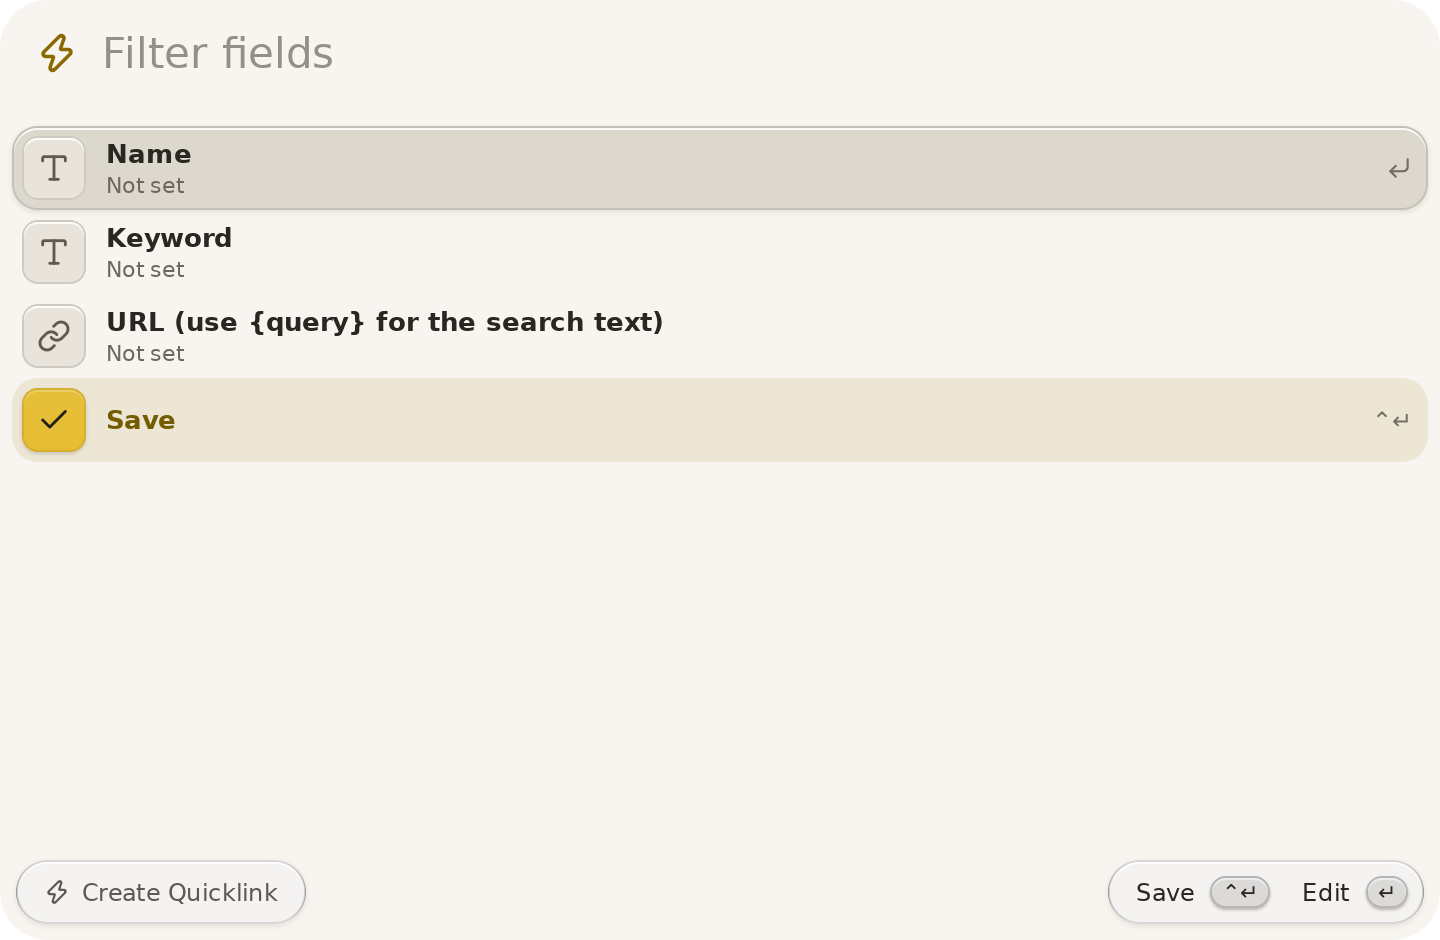 Filter fields
Name
Not set
Keyword
Not set
URL (use {query} for the search text)
Not set
Save ^↵
Create Quicklink
Save ^↵ Edit ↵